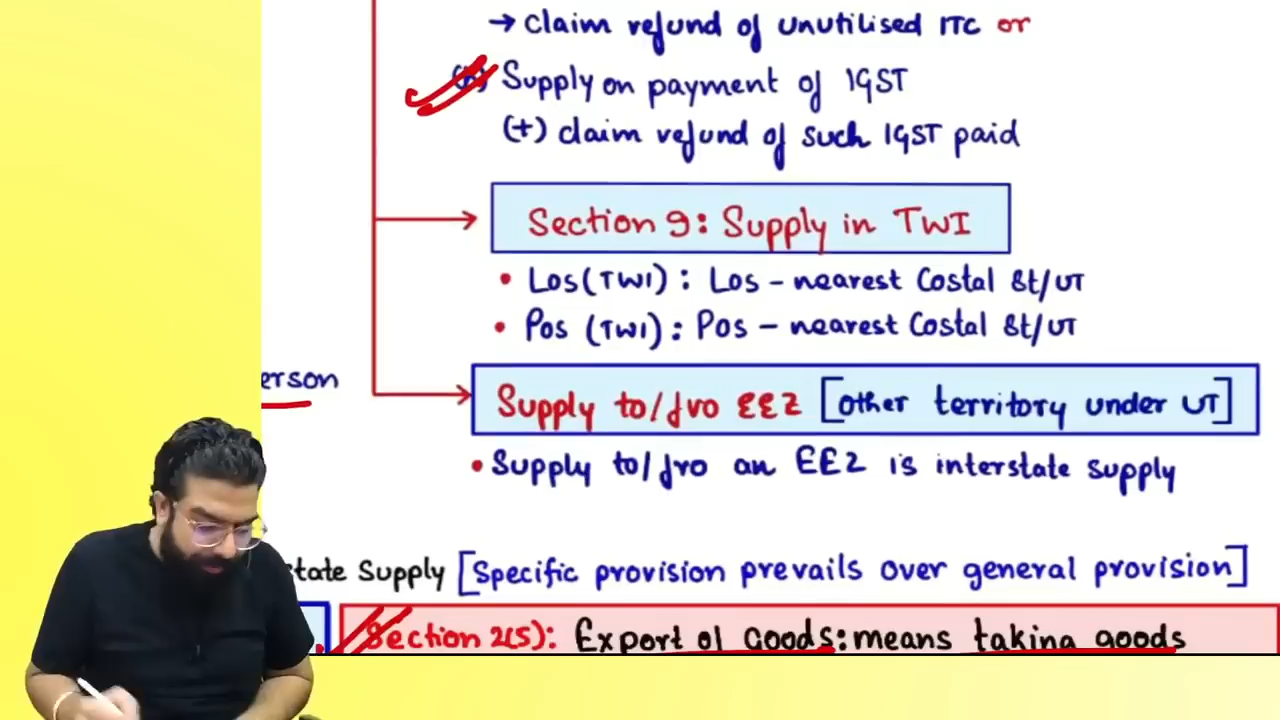 → claim refund of unutilised ITC or
(b) Supply on payment of IGST
(+) claim refund of such IGST paid
Section 9: Supply in TWI
• Los (TWI) : Los - nearest Costal St/UT
• Pos (TWI) : Pos - nearest Costal St/UT
erson
Supply to/fro EEZ [other territory under UT]
• Supply to/fro an EEZ is interstate supply
state Supply [Specific provision prevails over general provision]
Section 2(5): Export of Goods: means taking goods